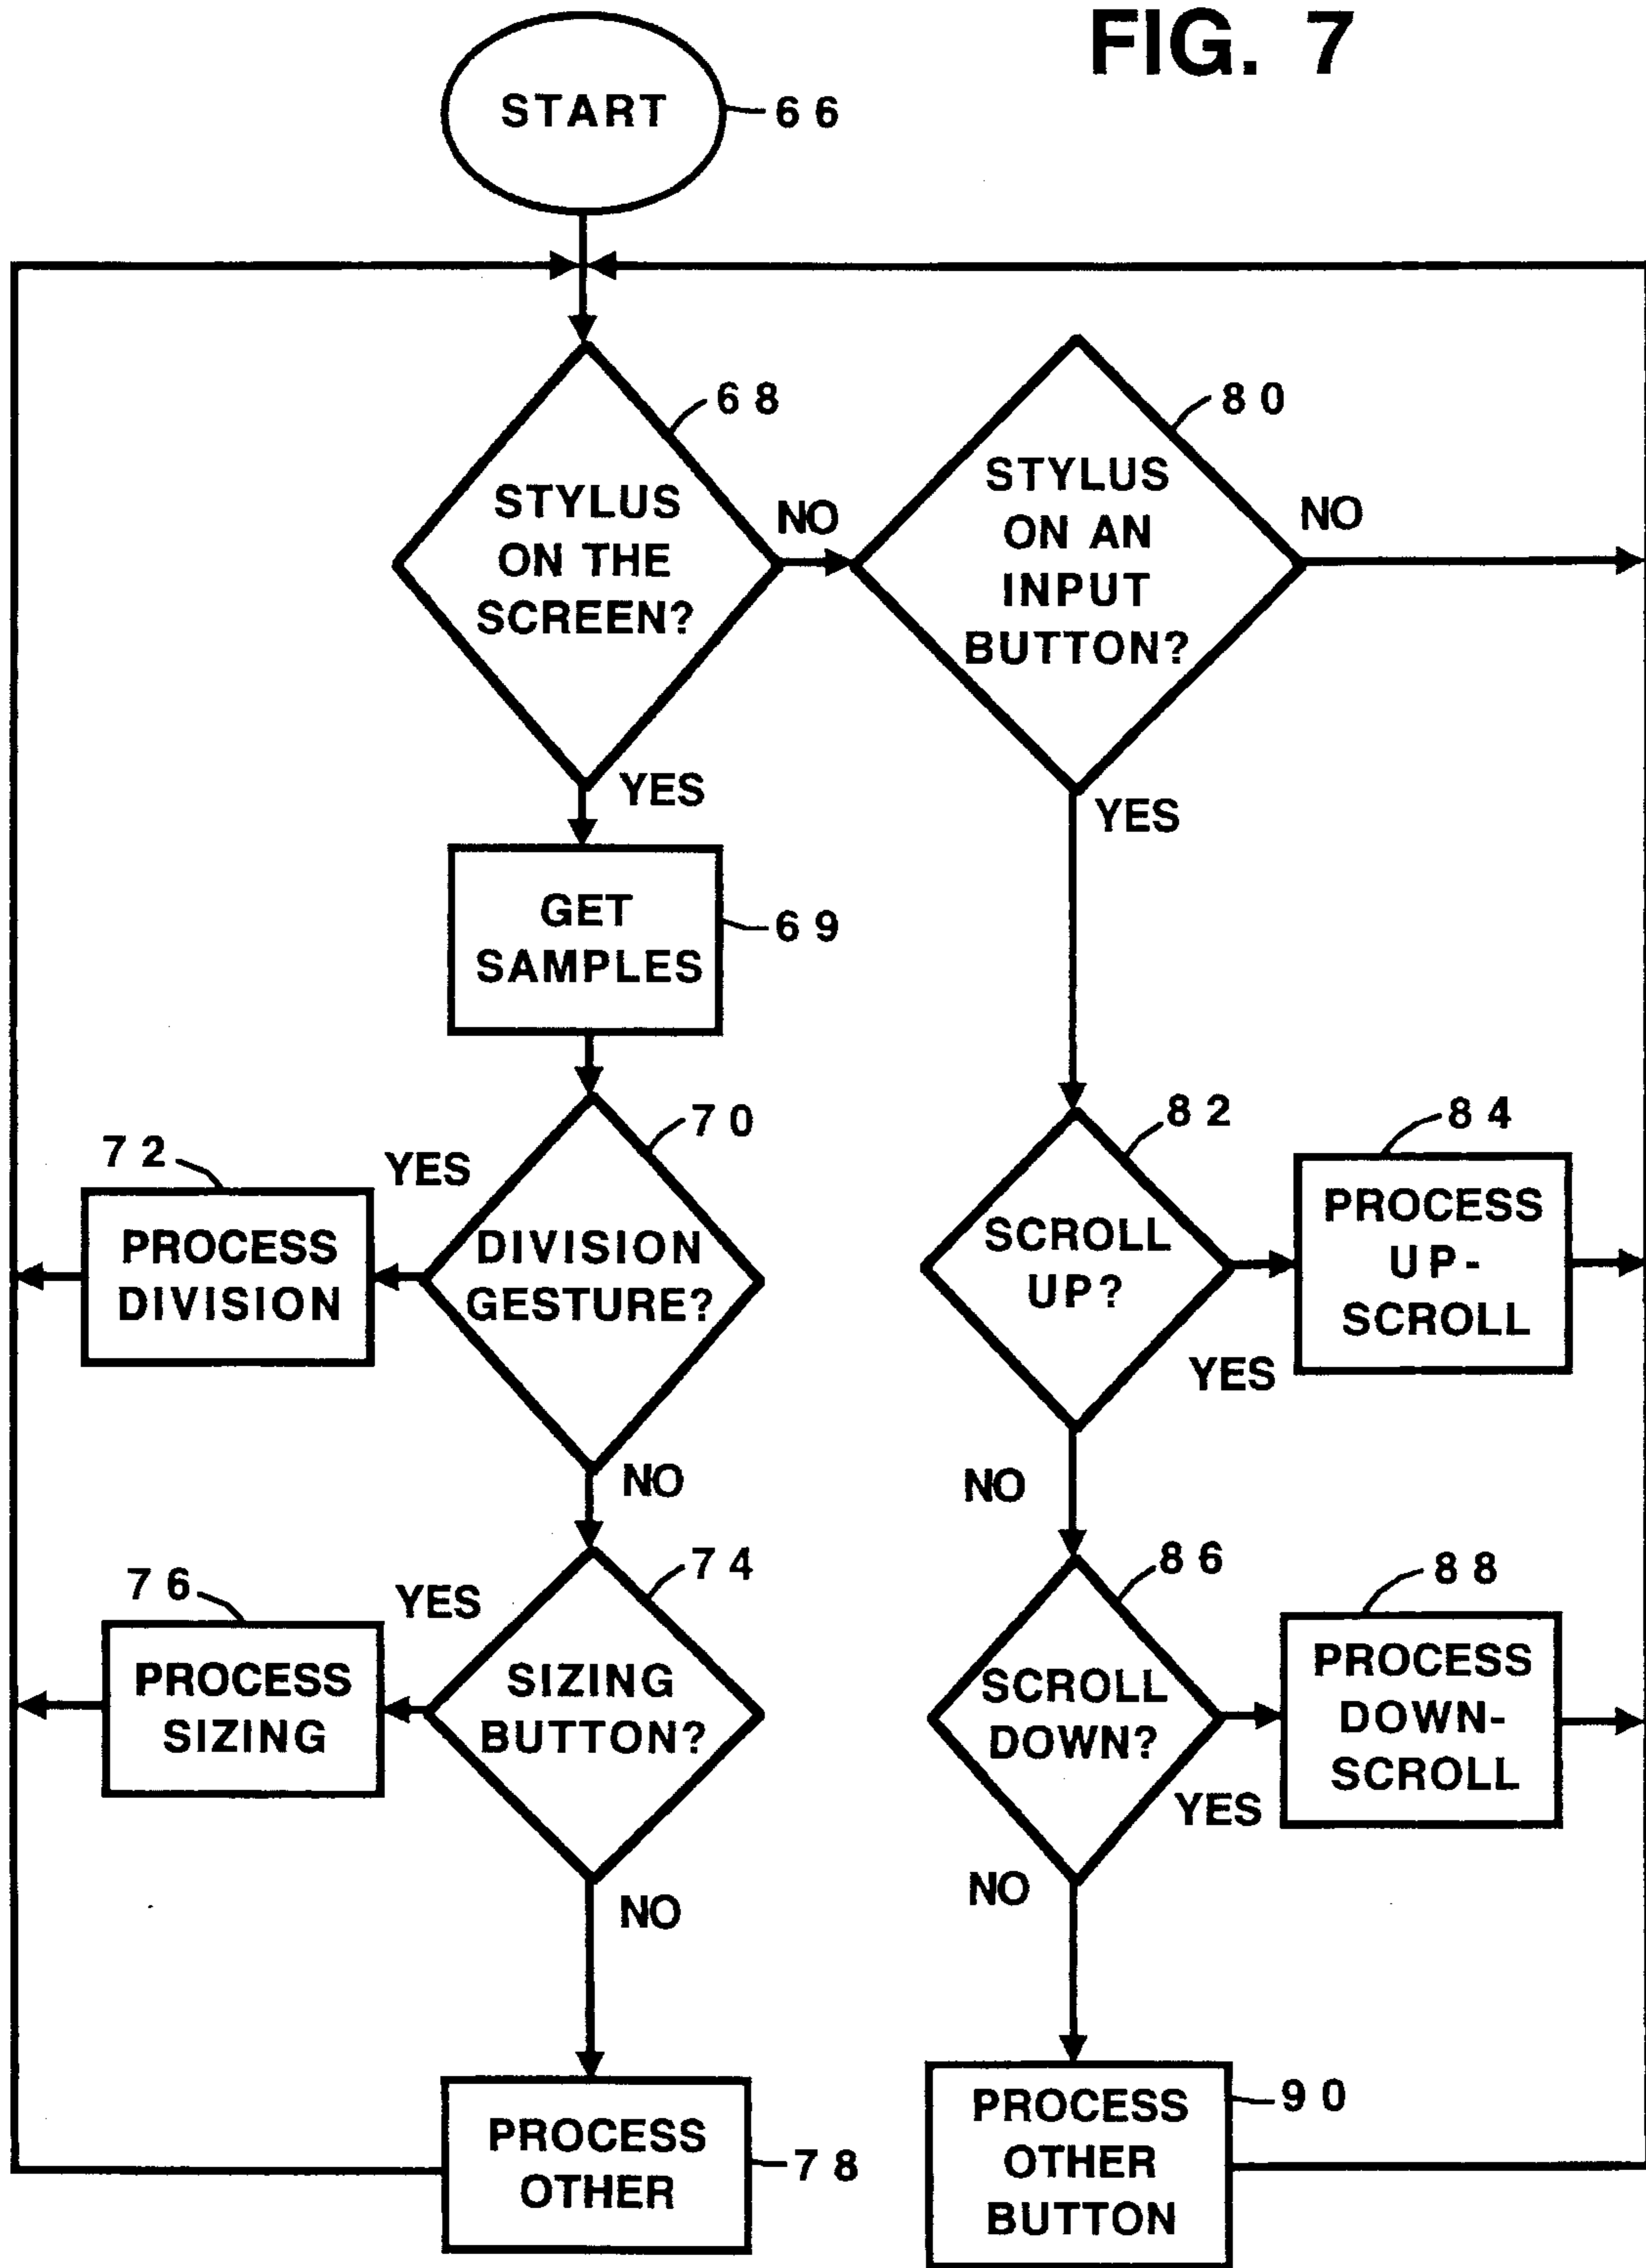 FIG. 7
START
66
68
STYLUS
ON THE
SCREEN?
NO
YES
80
STYLUS
ON AN
INPUT
BUTTON?
NO
YES
GET
SAMPLES
69
70
DIVISION
GESTURE?
YES
NO
72
PROCESS
DIVISION
74
SIZING
BUTTON?
YES
NO
76
PROCESS
SIZING
PROCESS
OTHER
78
82
SCROLL
UP?
YES
NO
84
PROCESS
UP-
SCROLL
86
SCROLL
DOWN?
YES
NO
88
PROCESS
DOWN-
SCROLL
PROCESS
OTHER
BUTTON
90